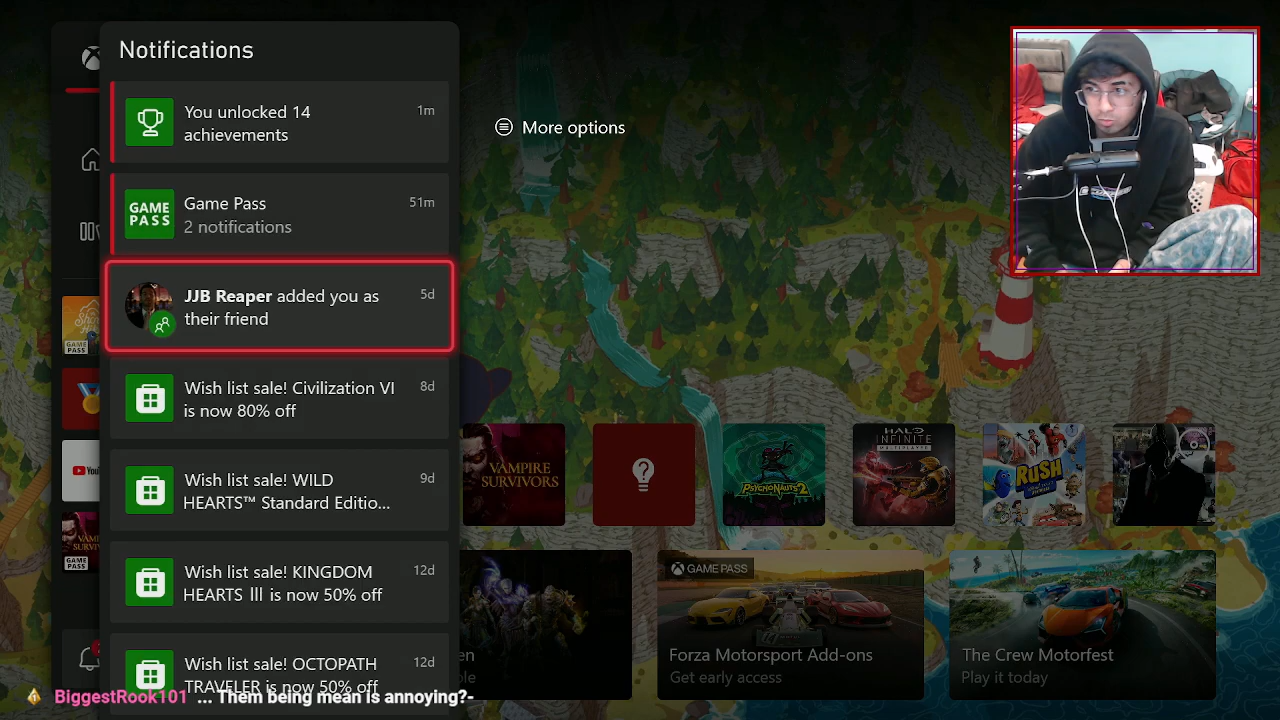 Notifications
You unlocked 14
achievements
1m
GAME
PASS
Game Pass
2 notifications
51m
JJB Reaper added you as
their friend
5d
Wish list sale! Civilization VI
is now 80% off
8d
Wish list sale! WILD
HEARTS™ Standard Editio...
9d
Wish list sale! KINGDOM
HEARTS III is now 50% off
12d
Wish list sale! OCTOPATH
TRAVELER is now 50% off
12d
BiggestRook101 ... Them being mean is annoying?-
More options
GAME
PASS
YouT
VAMPIRE
SURVIVORS
PSYCHONAUTS 2
HALO
INFINITE
MULTIPLAYER
RUSH
GAME PASS
Forza Motorsport Add-ons
Get early access
The Crew Motorfest
Play it today